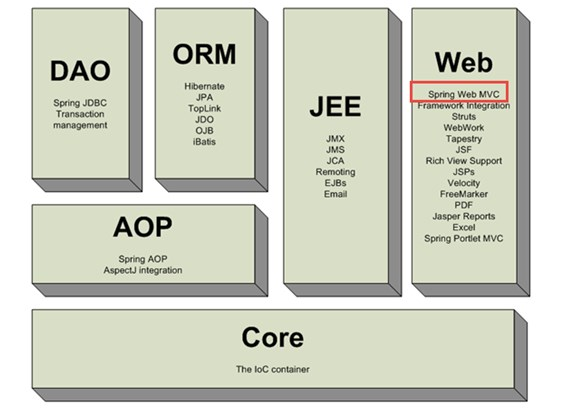 DAO
Spring JDBC
Transaction
management
ORM
Hibernate
JPA
TopLink
JDO
OJB
iBatis
JEE
JMX
JMS
JCA
Remoting
EJBs
Email
Web
Spring Web MVC
Framework Integration
Struts
WebWork
Tapestry
JSF
Rich View Support
JSPs
Velocity
FreeMarker
PDF
Jasper Reports
Excel
Spring Portlet MVC
AOP
Spring AOP
AspectJ integration
Core
The IoC container